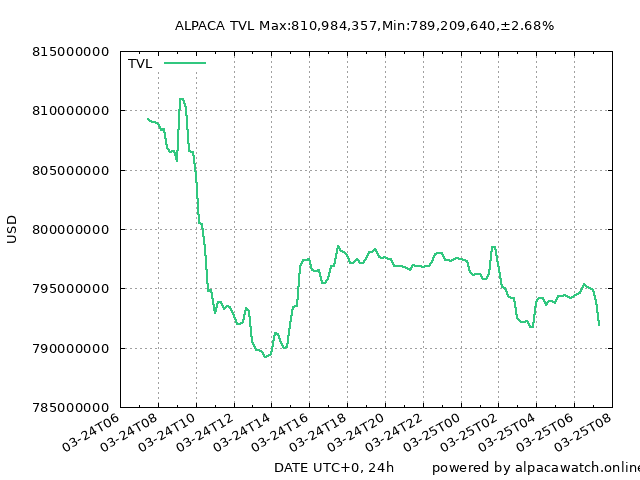 ALPACA TVL Max:810,984,357,Min:789,209,640,±2.68%
815000000
TVL
810000000
805000000
800000000
USD
795000000
790000000
785000000
03-24T06
03-24T08
03-24T10
03-24T12
03-24T14
03-24T16
03-24T18
03-24T20
03-24T22
03-25T00
03-25T02
03-25T04
03-25T06
03-25T08
DATE UTC+0, 24h
powered by alpacawatch.online